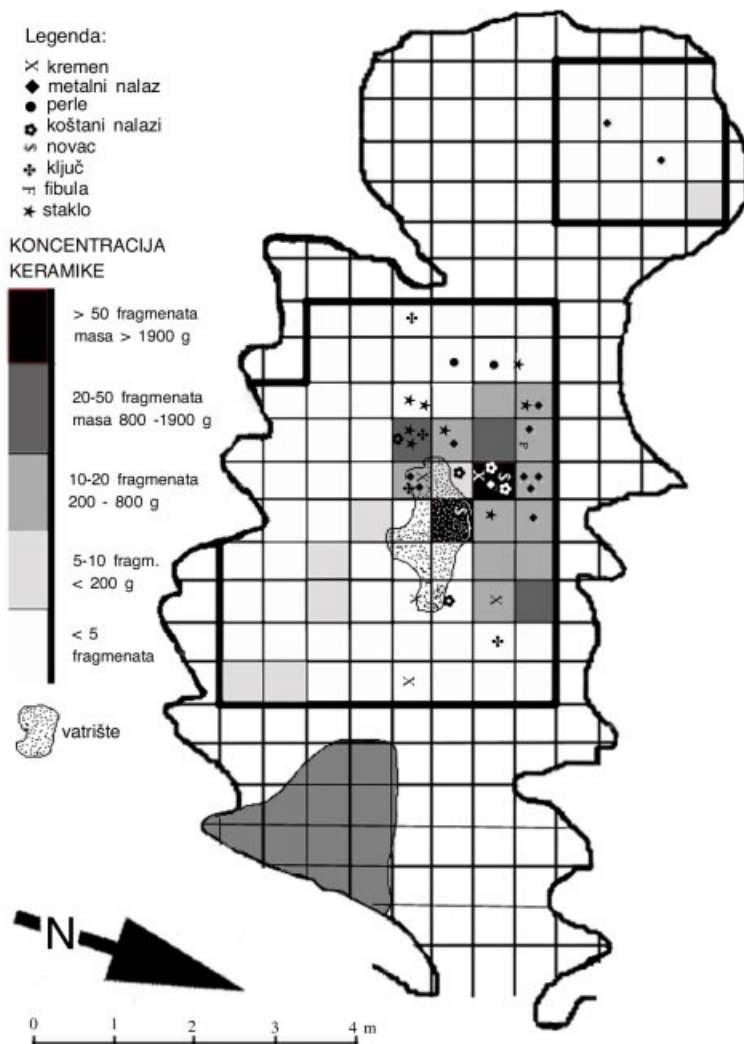 Legenda:
kremen
metalni nalaz
perle
koštani nalazi
novac
ključ
fibula
staklo
KONCENTRACIJA
KERAMIKE
> 50 fragmenata
masa > 1900 g
20-50 fragmenata
masa 800 -1900 g
10-20 fragmenata
200 - 800 g
5-10 fragm.
< 200 g
< 5
fragmenata
vatrište
N
0 1 2 3 4 m